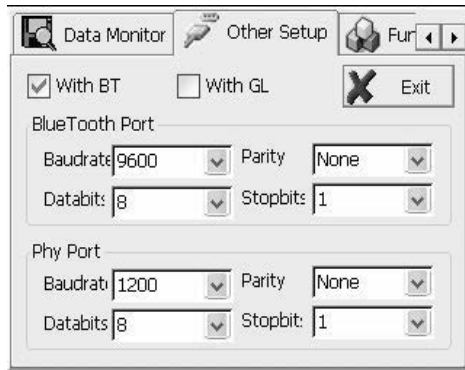 Data Monitor Other Setup Fur
With BT With GL Exit
BlueTooth Port
Baudrate 9600 Parity None
Databits 8 Stopbits 1
Phy Port
Baudrat 1200 Parity None
Databits 8 Stopbit: 1